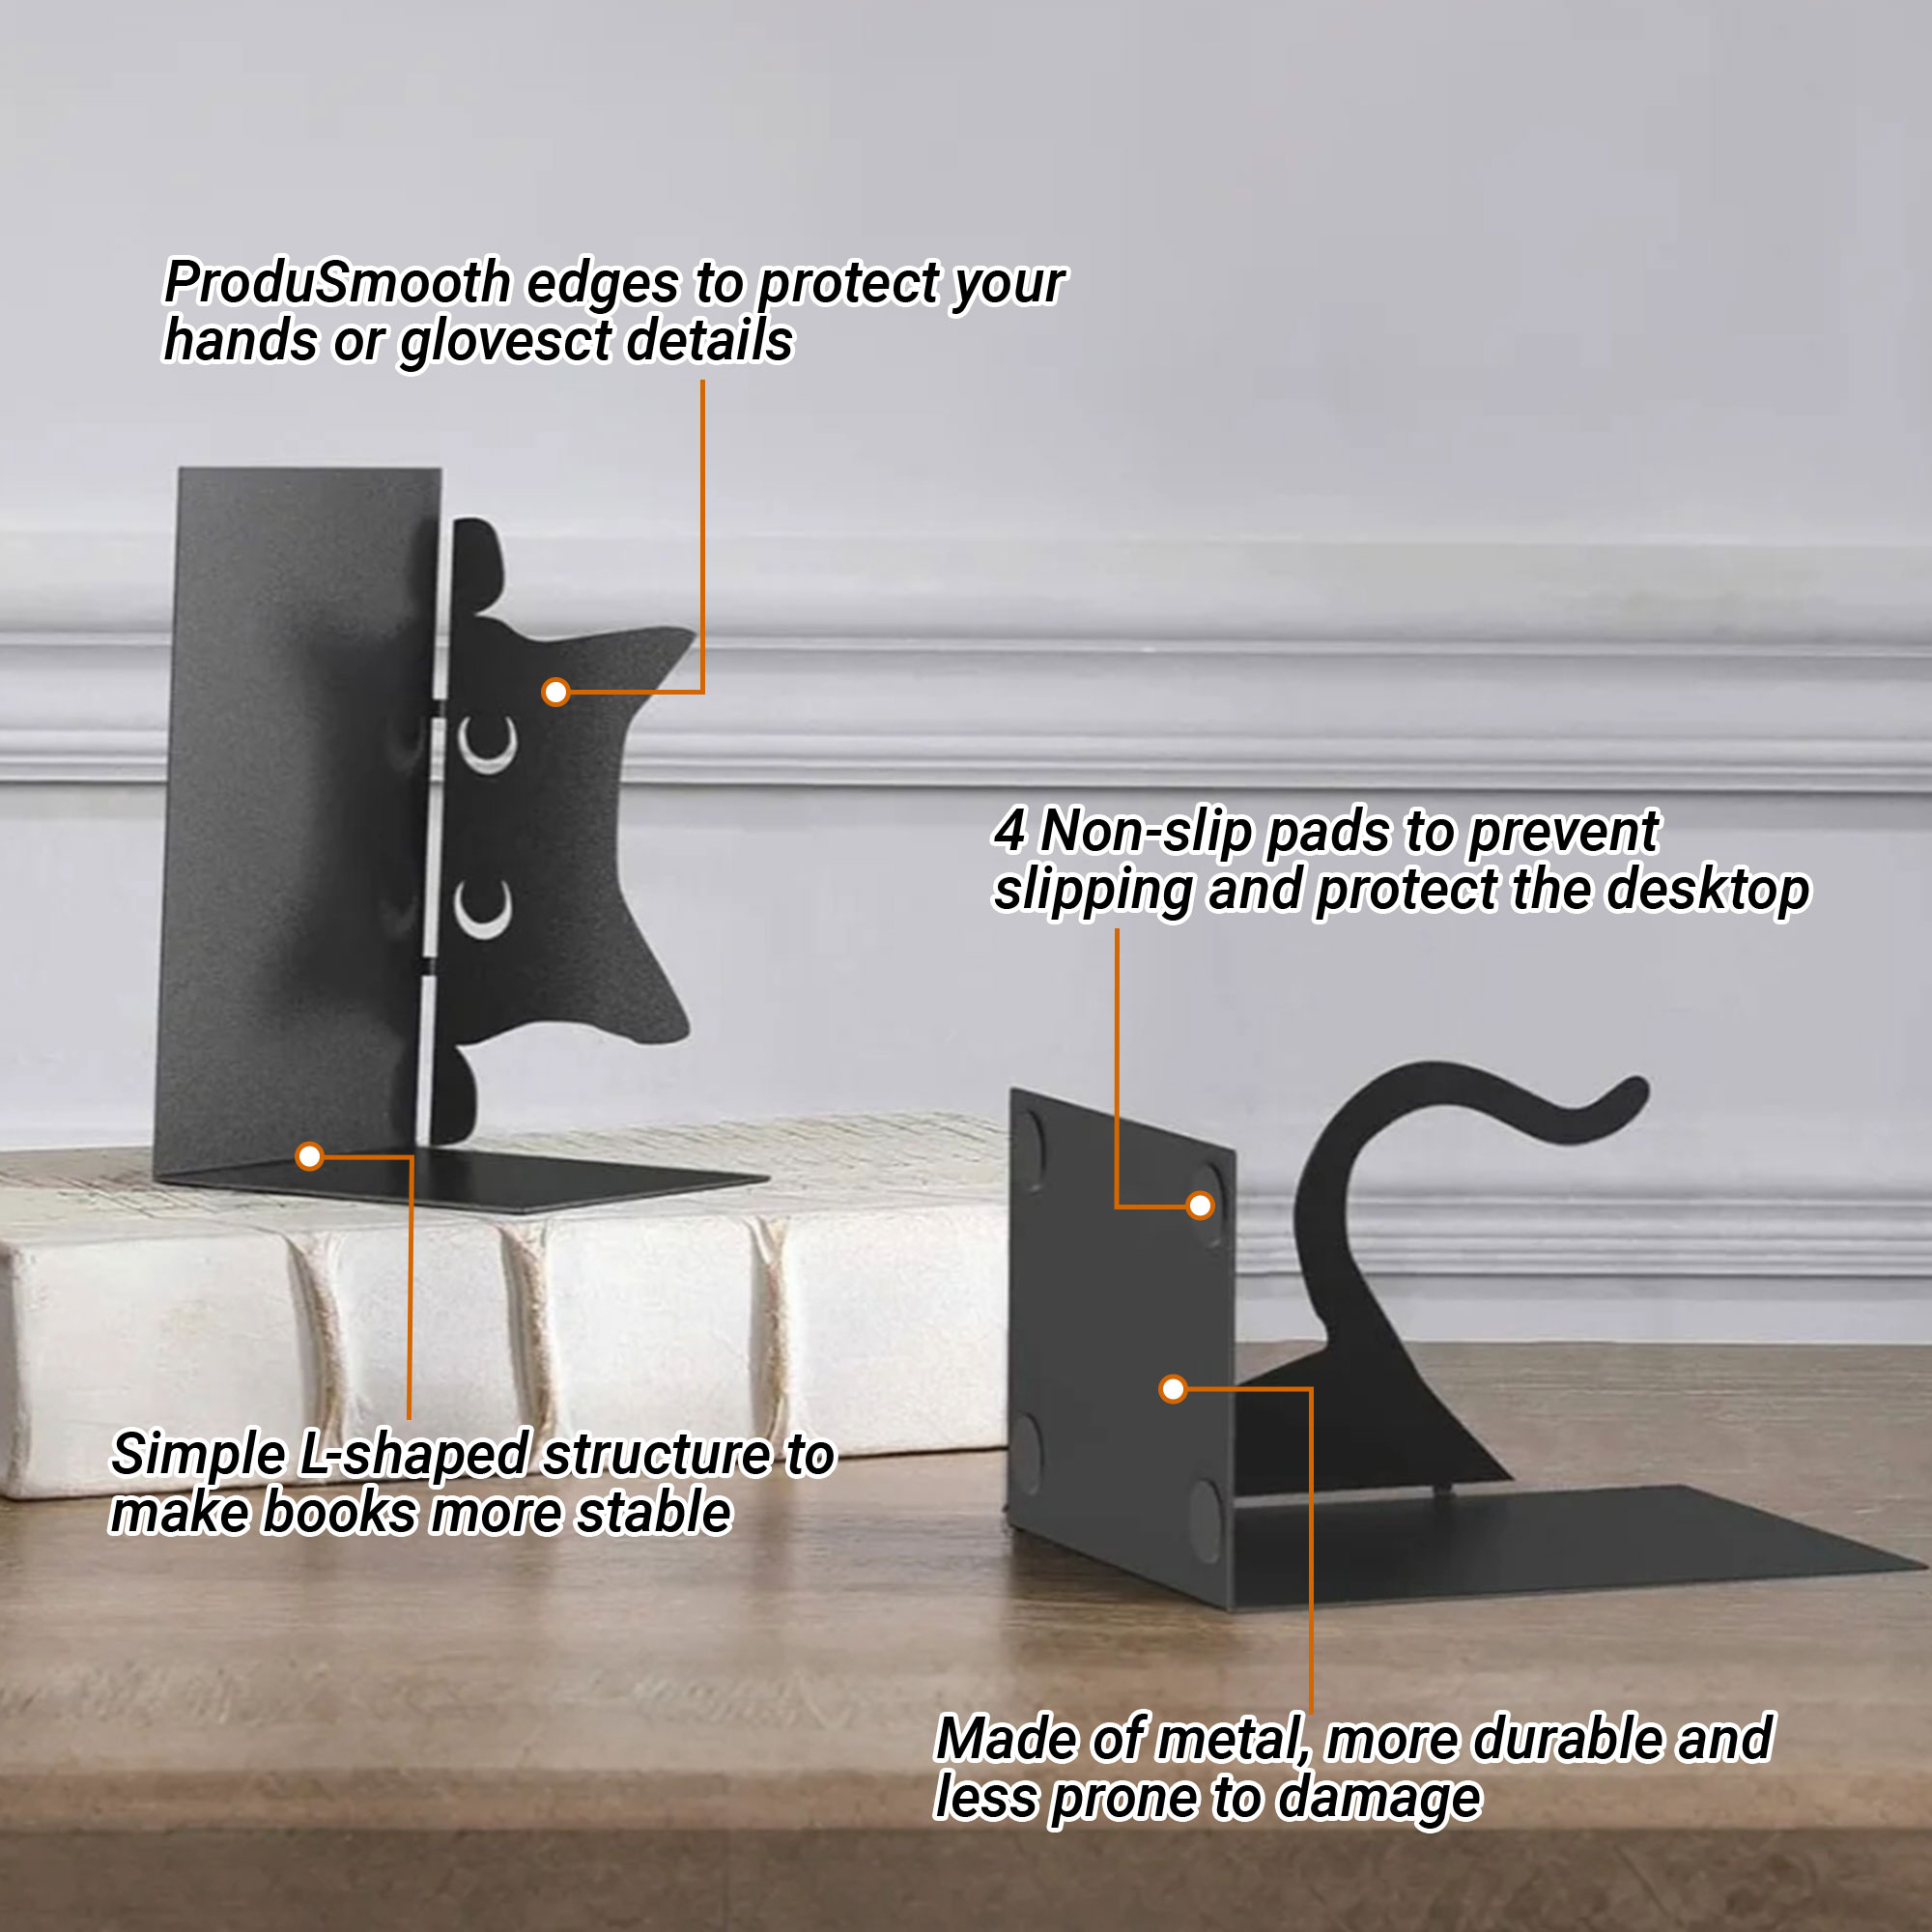 ProduSmooth edges to protect your
hands or glovesct details
4 Non-slip pads to prevent
slipping and protect the desktop
Simple L-shaped structure to
make books more stable
Made of metal, more durable and
less prone to damage